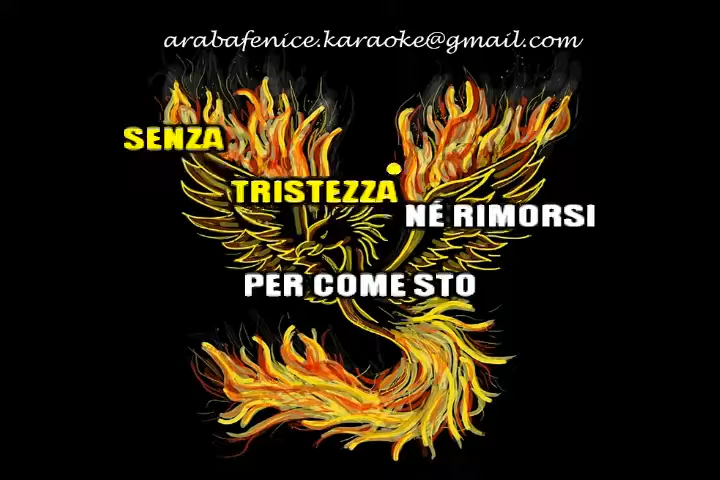 arabafenice.karaoke@gmail.com
SENZA
TRISTEZZA
NÉ RIMORSI
PER COME STO